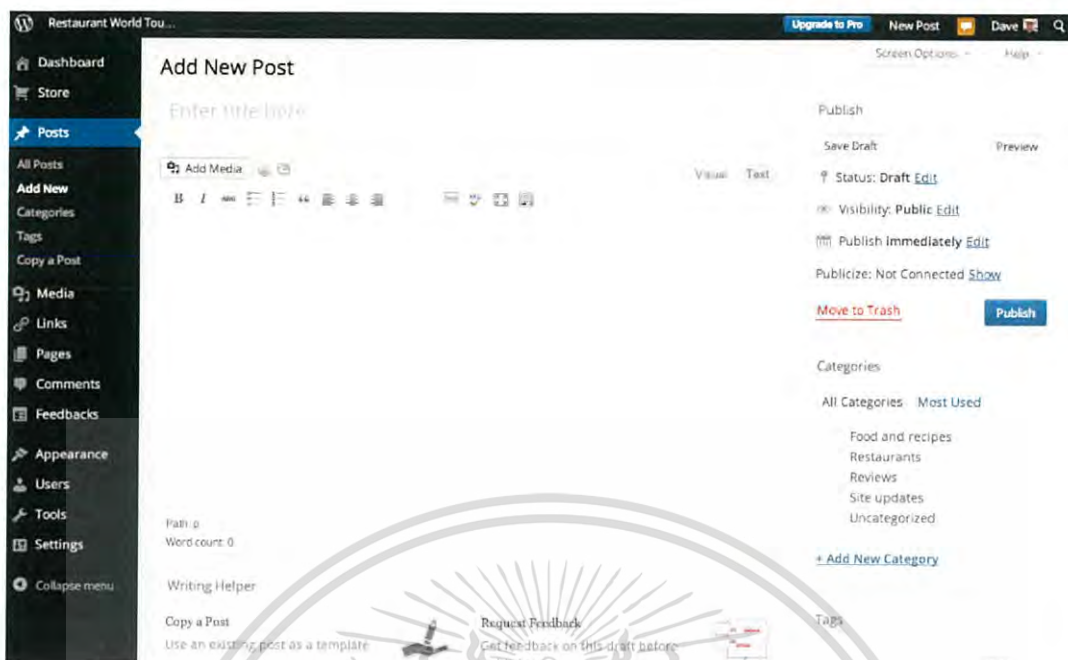 Restaurant World Tou...
Upgrade to Pro
New Post
Dave
Dashboard
Store
Posts
All Posts
Add New
Categories
Tags
Copy a Post
Media
Links
Pages
Comments
Feedbacks
Appearance
Users
Tools
Settings
Collapse menu
Screen Options
Help
Add New Post
Enter title here
Add Media
Visual
Text
B I ABC
Path: p
Word count: 0
Writing Helper
Copy a Post
Use an existing post as a template
Request Feedback
Get feedback on this draft before
Publish
Save Draft
Preview
Status: Draft Edit
Visibility: Public Edit
Publish immediately Edit
Publicize: Not Connected Show
Move to Trash
Publish
Categories
All Categories
Most Used
Food and recipes
Restaurants
Reviews
Site updates
Uncategorized
+ Add New Category
Tags